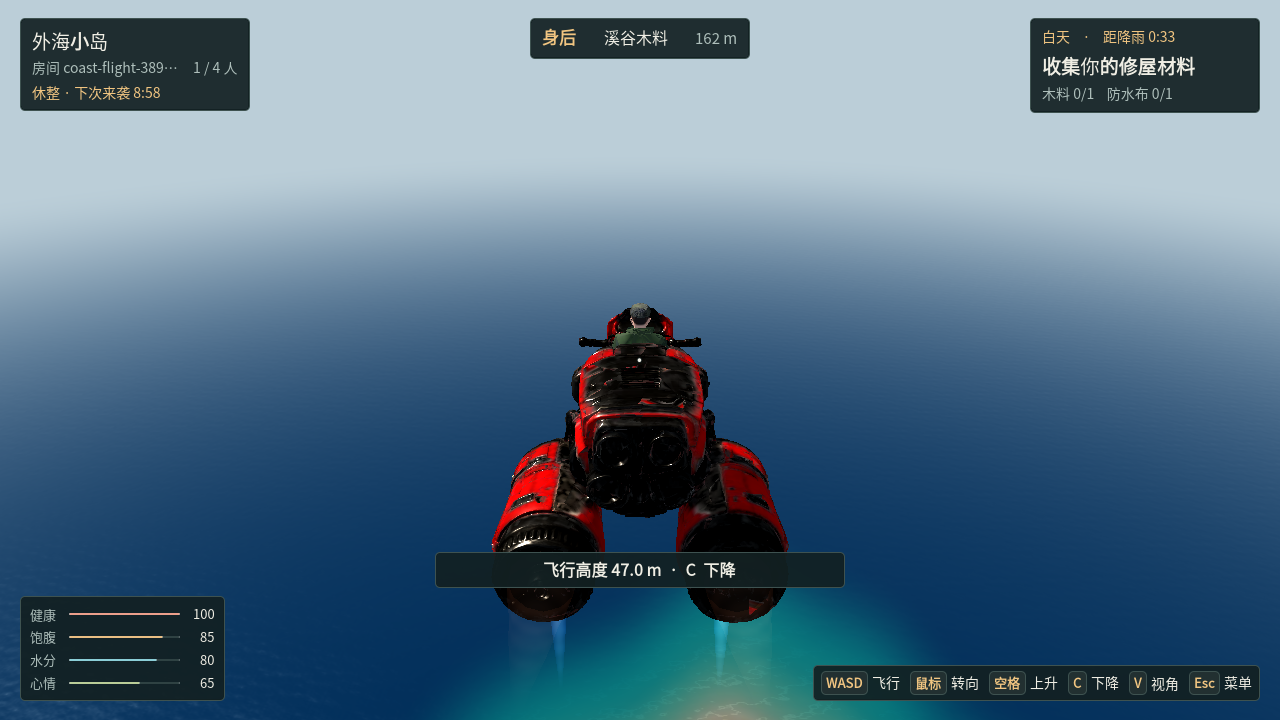 外海小岛
房间 coast-flight-389… 1 / 4 人
休整 · 下次来袭 8:58
身后 溪谷木料 162 m
白天 · 距降雨 0:33
收集你的修屋材料
木料 0/1 防水布 0/1
飞行高度 47.0 m · C 下降
健康 100
饱腹 85
水分 80
心情 65
WASD 飞行 鼠标 转向 空格 上升 C 下降 V 视角 Esc 菜单